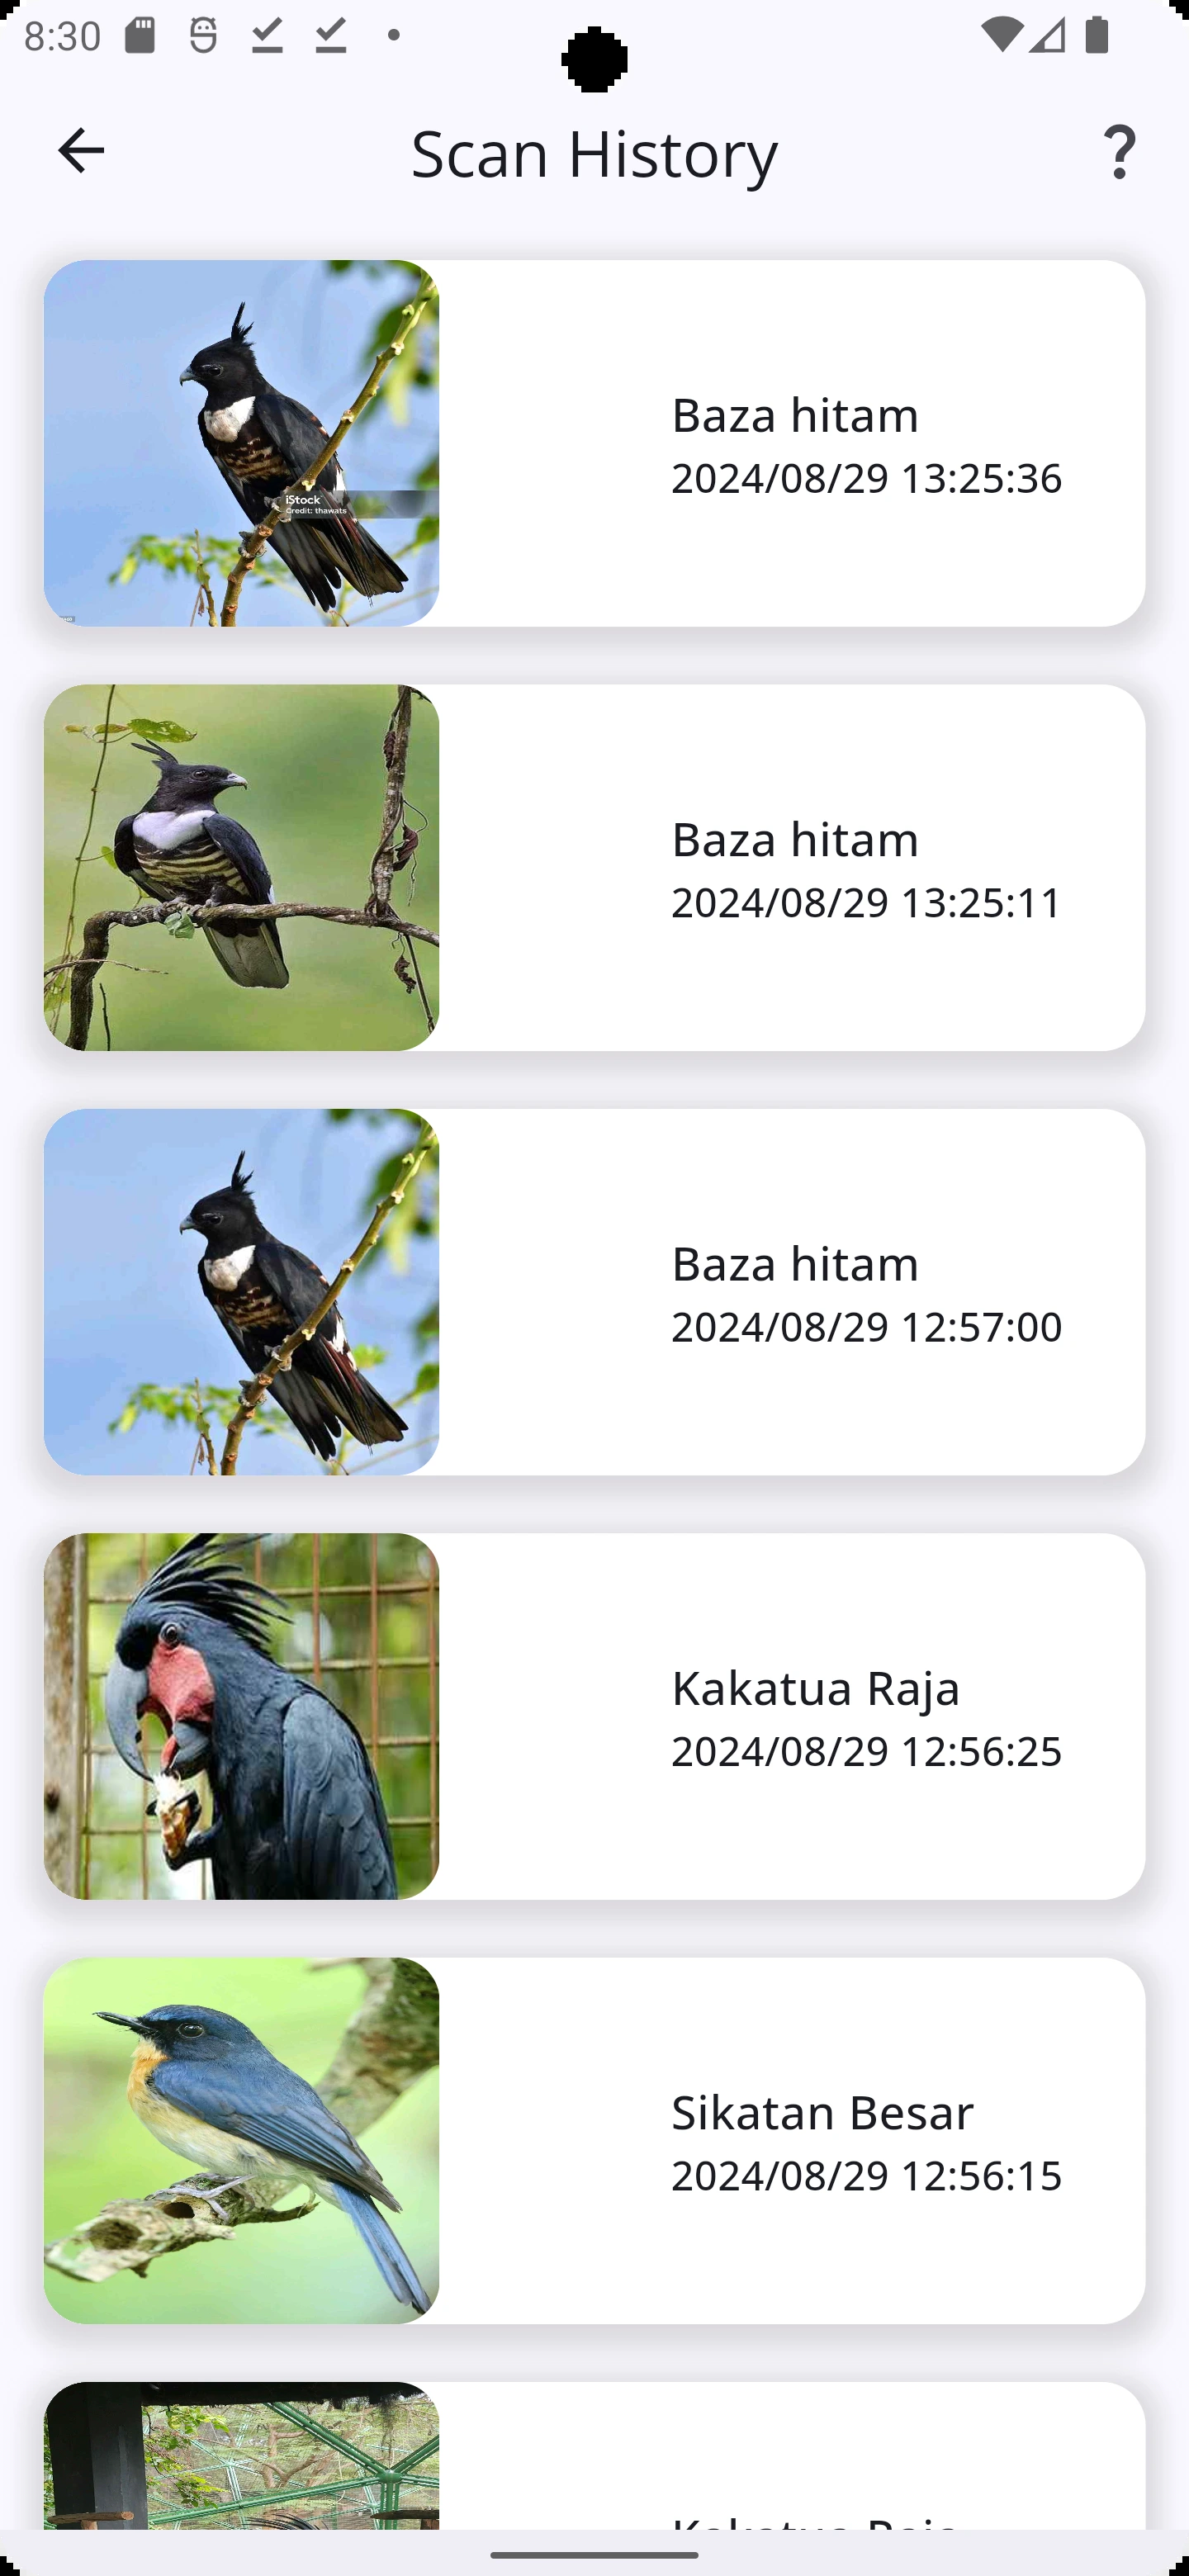 8:30
Scan History
?
iStock
Credit: thawats
Baza hitam
2024/08/29 13:25:36
Baza hitam
2024/08/29 13:25:11
Baza hitam
2024/08/29 12:57:00
Kakatua Raja
2024/08/29 12:56:25
Sikatan Besar
2024/08/29 12:56:15
Kakatua Raja